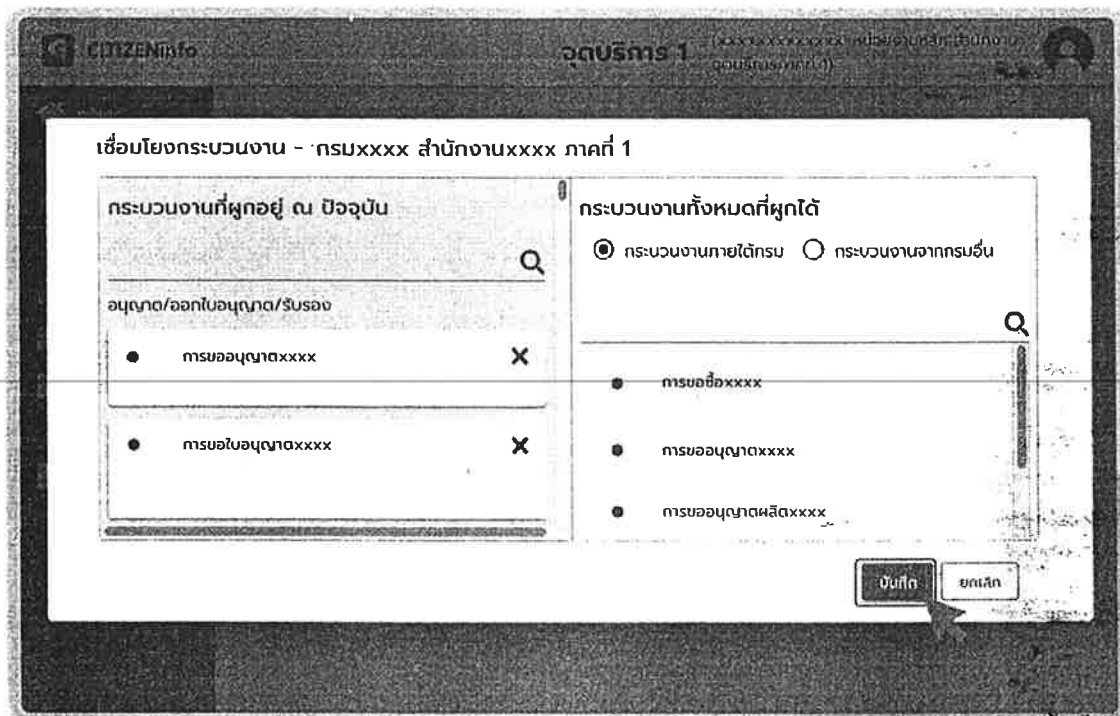 CITIZENinfo
จุดบริการ 1
เชื่อมโยงกระบวนงาน - กรมxxxx สำนักงานxxxx ภาคที่ 1
กระบวนงานที่ผูกอยู่ ณ ปัจจุบัน
อนุญาต/ออกใบอนุญาต/รับรอง
การขออนุญาตxxxx
การขอใบอนุญาตxxxx
กระบวนงานทั้งหมดที่ผูกได้
กระบวนงานภายใต้กรม
กระบวนงานจากกรมอื่น
การขอซื้อxxxx
การขออนุญาตxxxx
การขออนุญาตผลิตxxxx
บันทึก
ยกเลิก